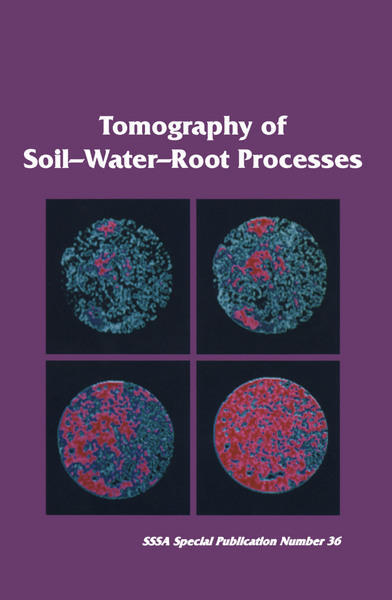 Tomography of
Soil–Water–Root Processes
SSSA Special Publication Number 36